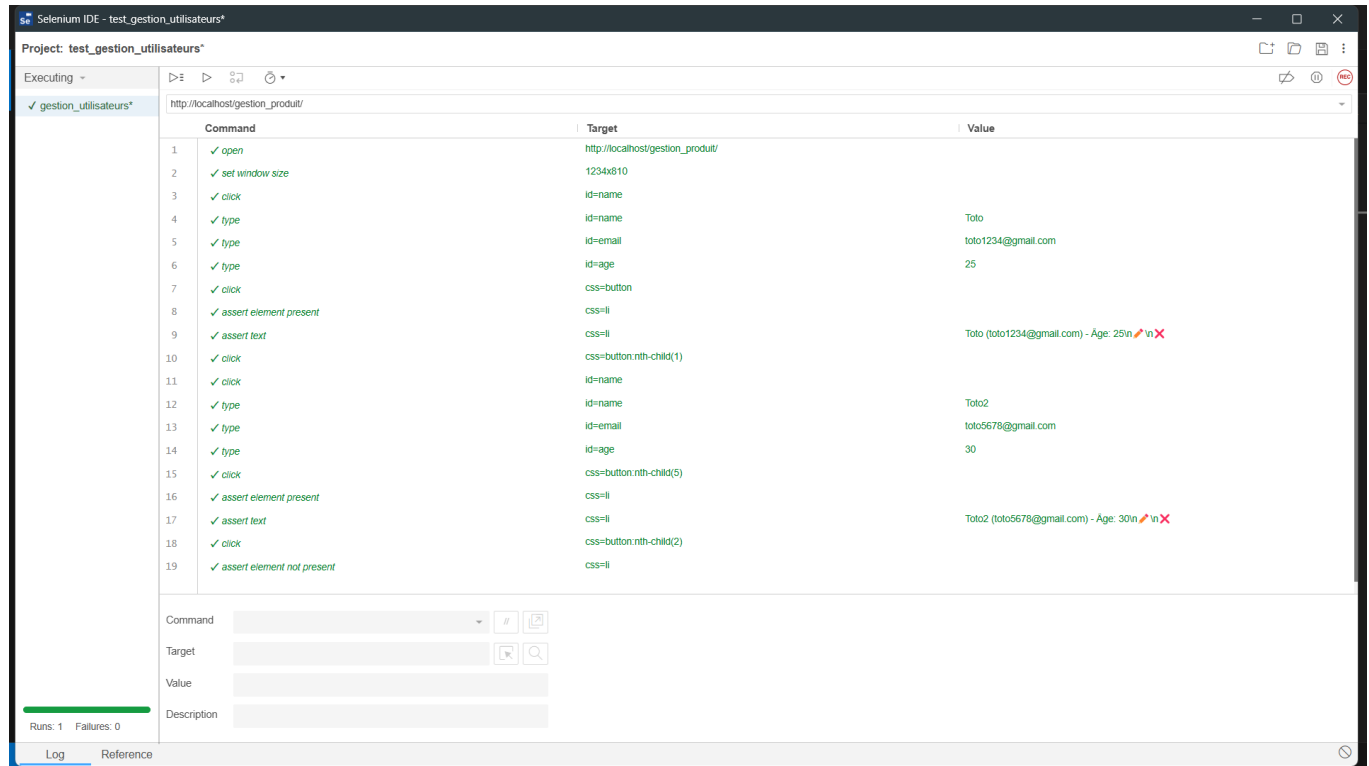 Se Selenium IDE - test_gestion_utilisateurs*
Project: test_gestion_utilisateurs*
Executing
✓ gestion_utilisateurs*
http://localhost/gestion_produit/
Command Target Value
1 ✓ open http://localhost/gestion_produit/
2 ✓ set window size 1234x810
3 ✓ click id=name
4 ✓ type id=name Toto
5 ✓ type id=email toto1234@gmail.com
6 ✓ type id=age 25
7 ✓ click css=button
8 ✓ assert element present css=li
9 ✓ assert text css=li Toto (toto1234@gmail.com) - Âge: 25\n✏️ \n❌
10 ✓ click css=button:nth-child(1)
11 ✓ click id=name
12 ✓ type id=name Toto2
13 ✓ type id=email toto5678@gmail.com
14 ✓ type id=age 30
15 ✓ click css=button:nth-child(5)
16 ✓ assert element present css=li
17 ✓ assert text css=li Toto2 (toto5678@gmail.com) - Âge: 30\n✏️ \n❌
18 ✓ click css=button:nth-child(2)
19 ✓ assert element not present css=li
Command //
Target
Value
Description
Runs: 1 Failures: 0
Log Reference
REC